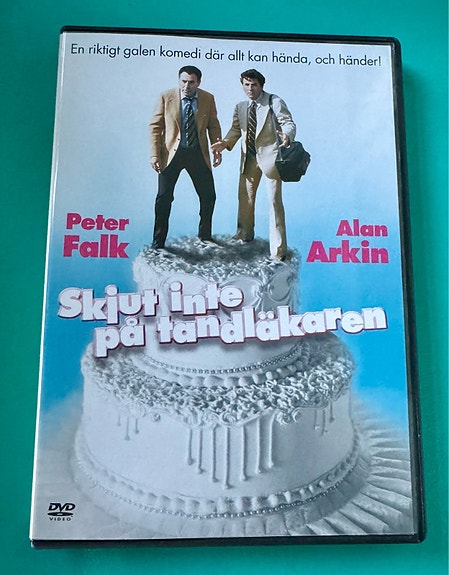 En riktigt galen komedi där allt kan hända, och händer!
Peter
Falk
Alan
Arkin
Skjut inte
på tandläkaren
DVD
VIDEO